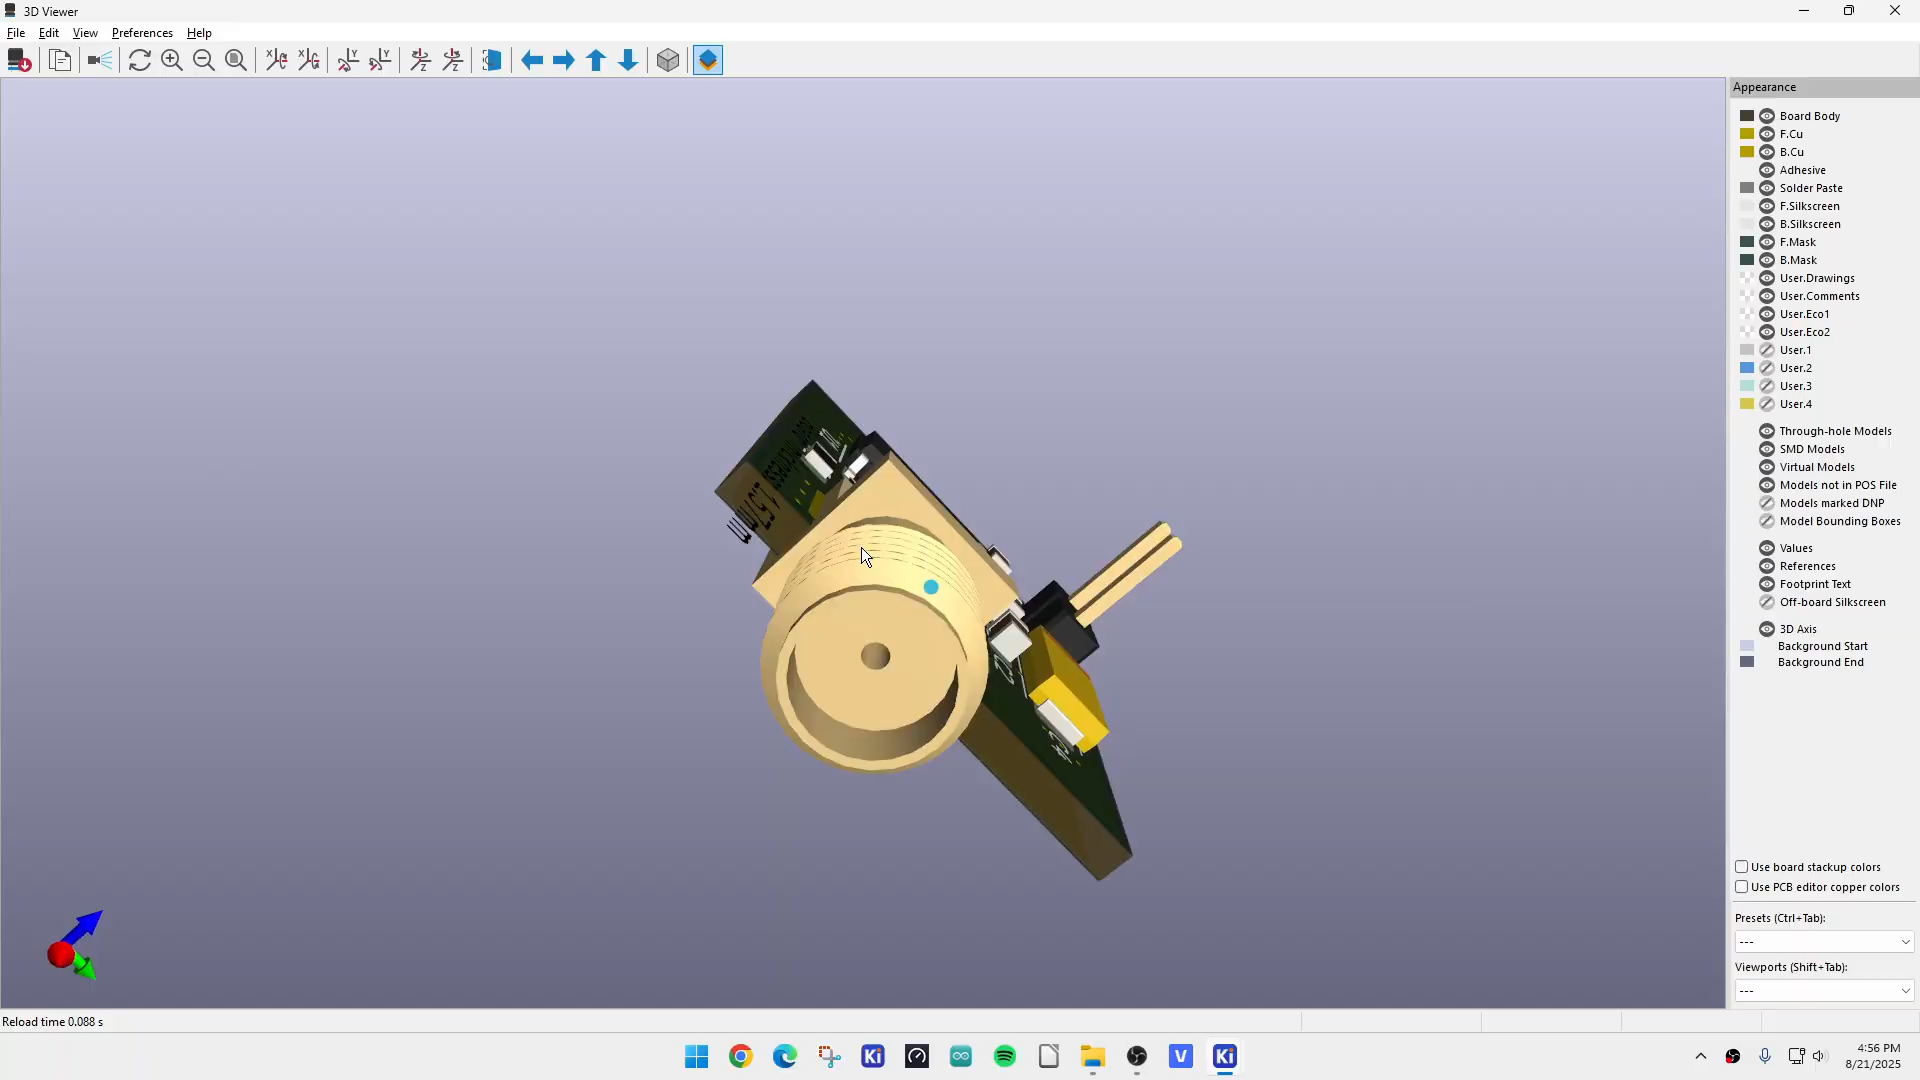 3D Viewer
File Edit View Preferences Help
Appearance
Board Body
F.Cu
B.Cu
Adhesive
Solder Paste
F.Silkscreen
B.Silkscreen
F.Mask
B.Mask
User.Drawings
User.Comments
User.Eco1
User.Eco2
User.1
User.2
User.3
User.4
Through-hole Models
SMD Models
Virtual Models
Models not in POS File
Models marked DNP
Model Bounding Boxes
Values
References
Footprint Text
Off-board Silkscreen
3D Axis
Background Start
Background End
Use board stackup colors
Use PCB editor copper colors
Presets (Ctrl+Tab):
---
Viewports (Shift+Tab):
---
Reload time 0.088 s
4:56 PM
8/21/2025